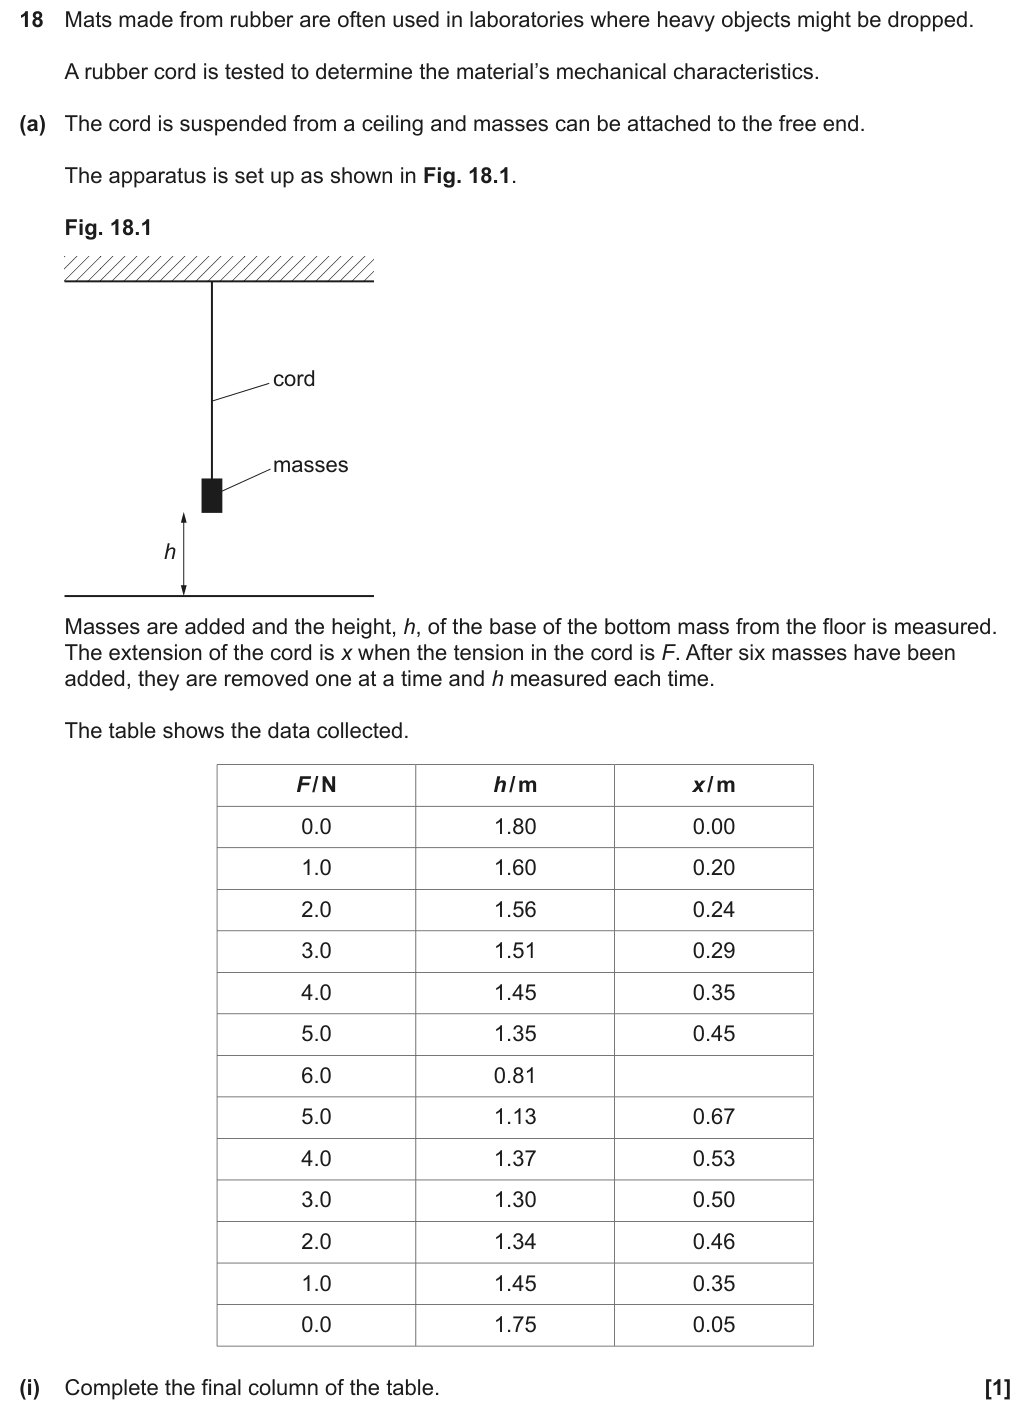 18 Mats made from rubber are often used in laboratories where heavy objects might be dropped.
A rubber cord is tested to determine the material's mechanical characteristics.
(a) The cord is suspended from a ceiling and masses can be attached to the free end.
The apparatus is set up as shown in Fig. 18.1.
Fig. 18.1
cord
masses
h
Masses are added and the height, h, of the base of the bottom mass from the floor is measured.
The extension of the cord is x when the tension in the cord is F. After six masses have been
added, they are removed one at a time and h measured each time.
The table shows the data collected.
F/N h/m x/m
0.0 1.80 0.00
1.0 1.60 0.20
2.0 1.56 0.24
3.0 1.51 0.29
4.0 1.45 0.35
5.0 1.35 0.45
6.0 0.81
5.0 1.13 0.67
4.0 1.37 0.53
3.0 1.30 0.50
2.0 1.34 0.46
1.0 1.45 0.35
0.0 1.75 0.05
(i) Complete the final column of the table. [1]